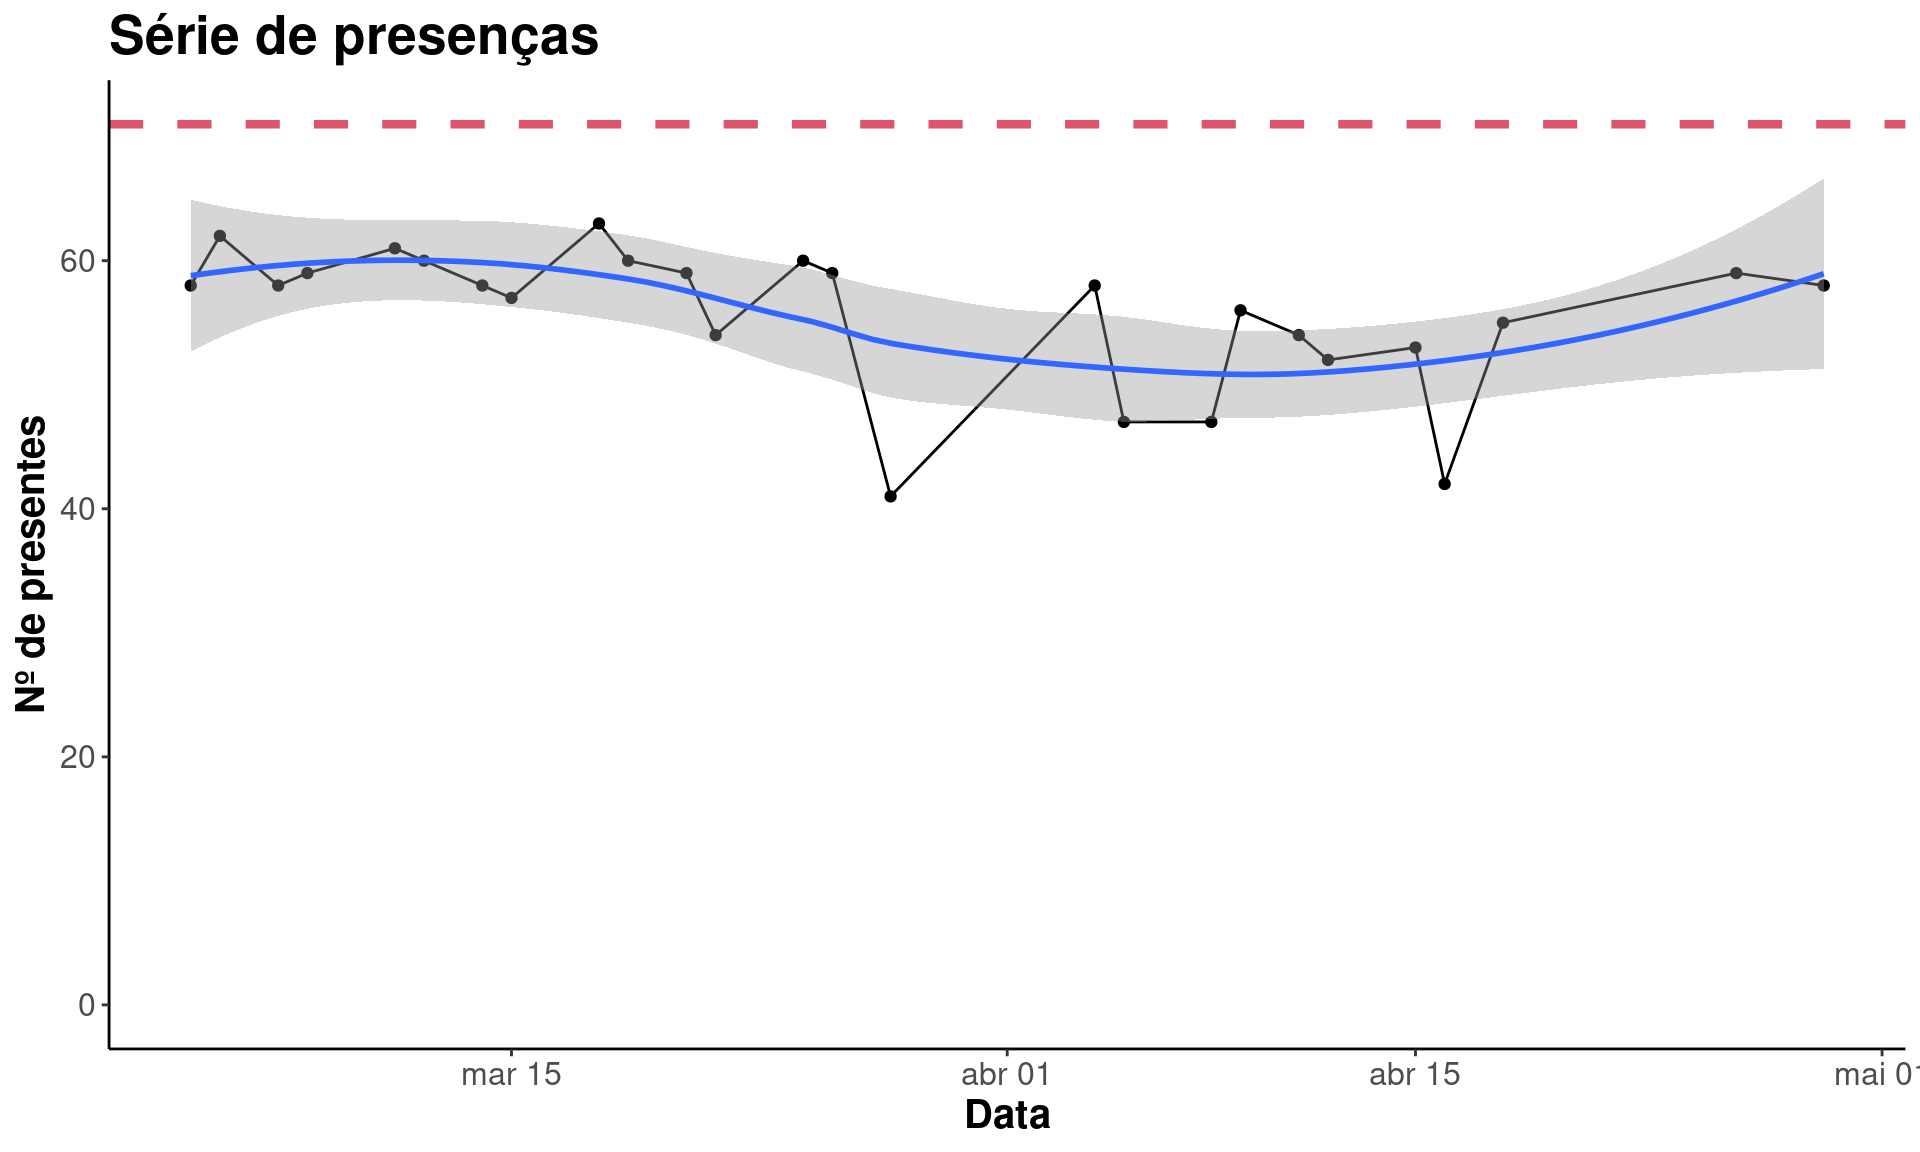 Série de presenças
Nº de presentes
60
40
20
0
mar 15
abr 01
abr 15
mai 01
Data